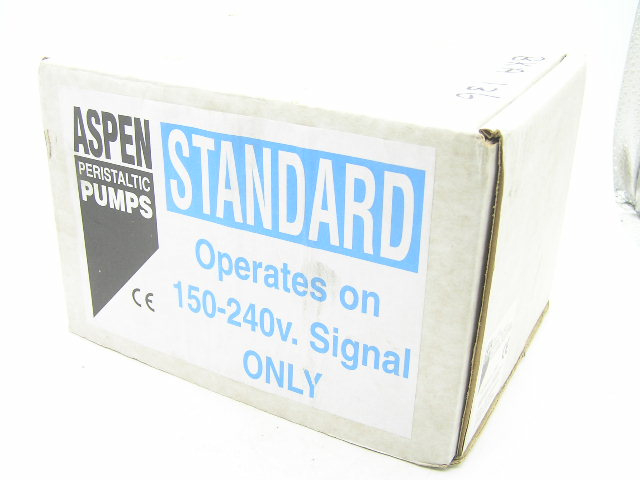 ASPEN
PERISTALTIC
PUMPS
STANDARD
Operates on
150-240v. Signal
ONLY
CE